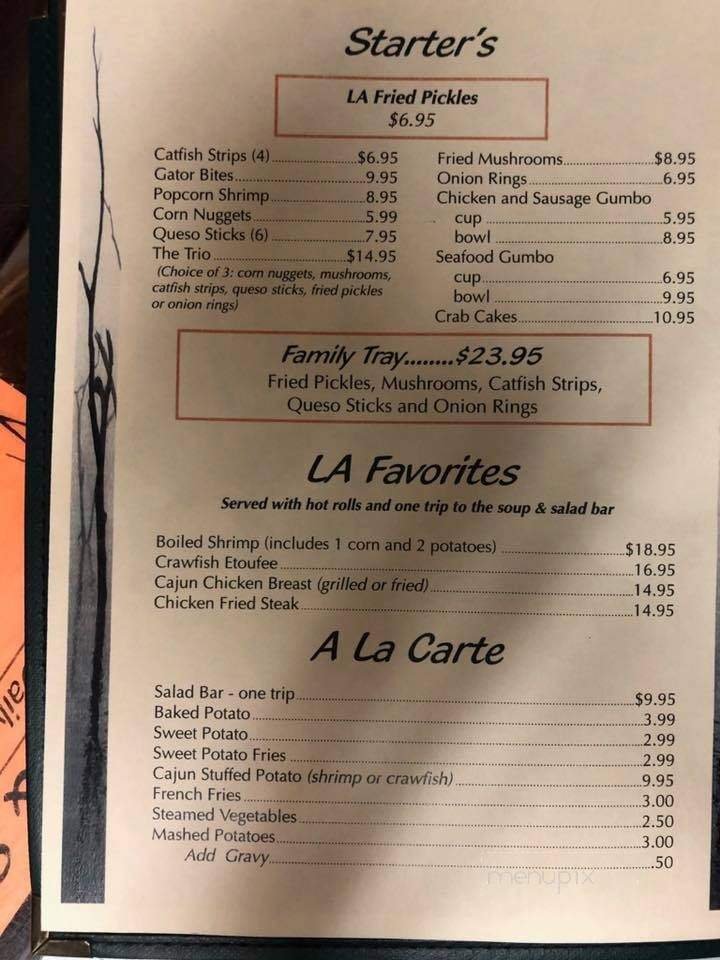 Starter's
LA Fried Pickles
$6.95
Catfish Strips (4)..........$6.95
Gator Bites..........9.95
Popcorn Shrimp..........8.95
Corn Nuggets..........5.99
Queso Sticks (6)..........7.95
The Trio..........$14.95
(Choice of 3: corn nuggets, mushrooms,
catfish strips, queso sticks, fried pickles
or onion rings)
Fried Mushrooms..........$8.95
Onion Rings..........6.95
Chicken and Sausage Gumbo
cup..........5.95
bowl..........8.95
Seafood Gumbo
cup..........6.95
bowl..........9.95
Crab Cakes..........10.95
Family Tray........$23.95
Fried Pickles, Mushrooms, Catfish Strips,
Queso Sticks and Onion Rings
LA Favorites
Served with hot rolls and one trip to the soup & salad bar
Boiled Shrimp (includes 1 corn and 2 potatoes)..........$18.95
Crawfish Etoufee..........16.95
Cajun Chicken Breast (grilled or fried)..........14.95
Chicken Fried Steak..........14.95
A La Carte
Salad Bar - one trip..........$9.95
Baked Potato..........3.99
Sweet Potato..........2.99
Sweet Potato Fries..........2.99
Cajun Stuffed Potato (shrimp or crawfish)..........9.95
French Fries..........3.00
Steamed Vegetables..........2.50
Mashed Potatoes..........3.00
Add Gravy...........50
menupix